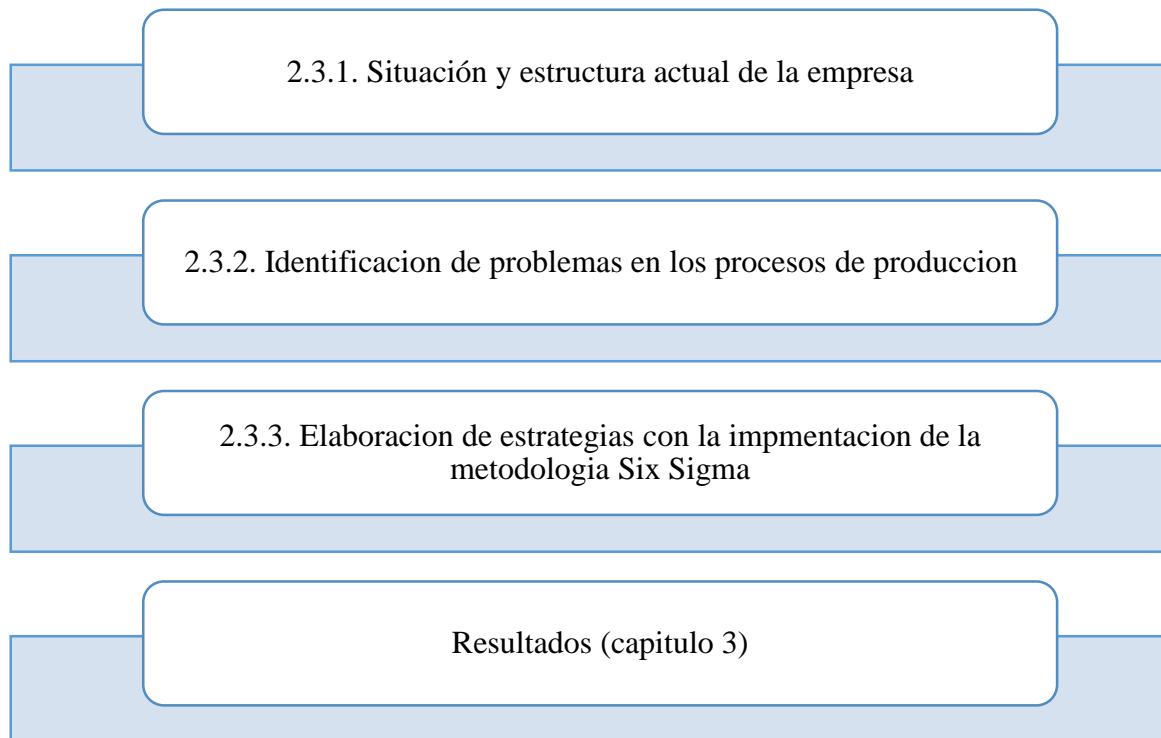 2.3.1. Situación y estructura actual de la empresa
2.3.2. Identificacion de problemas en los procesos de produccion
2.3.3. Elaboracion de estrategias con la impmentacion de la
metodologia Six Sigma
Resultados (capitulo 3)